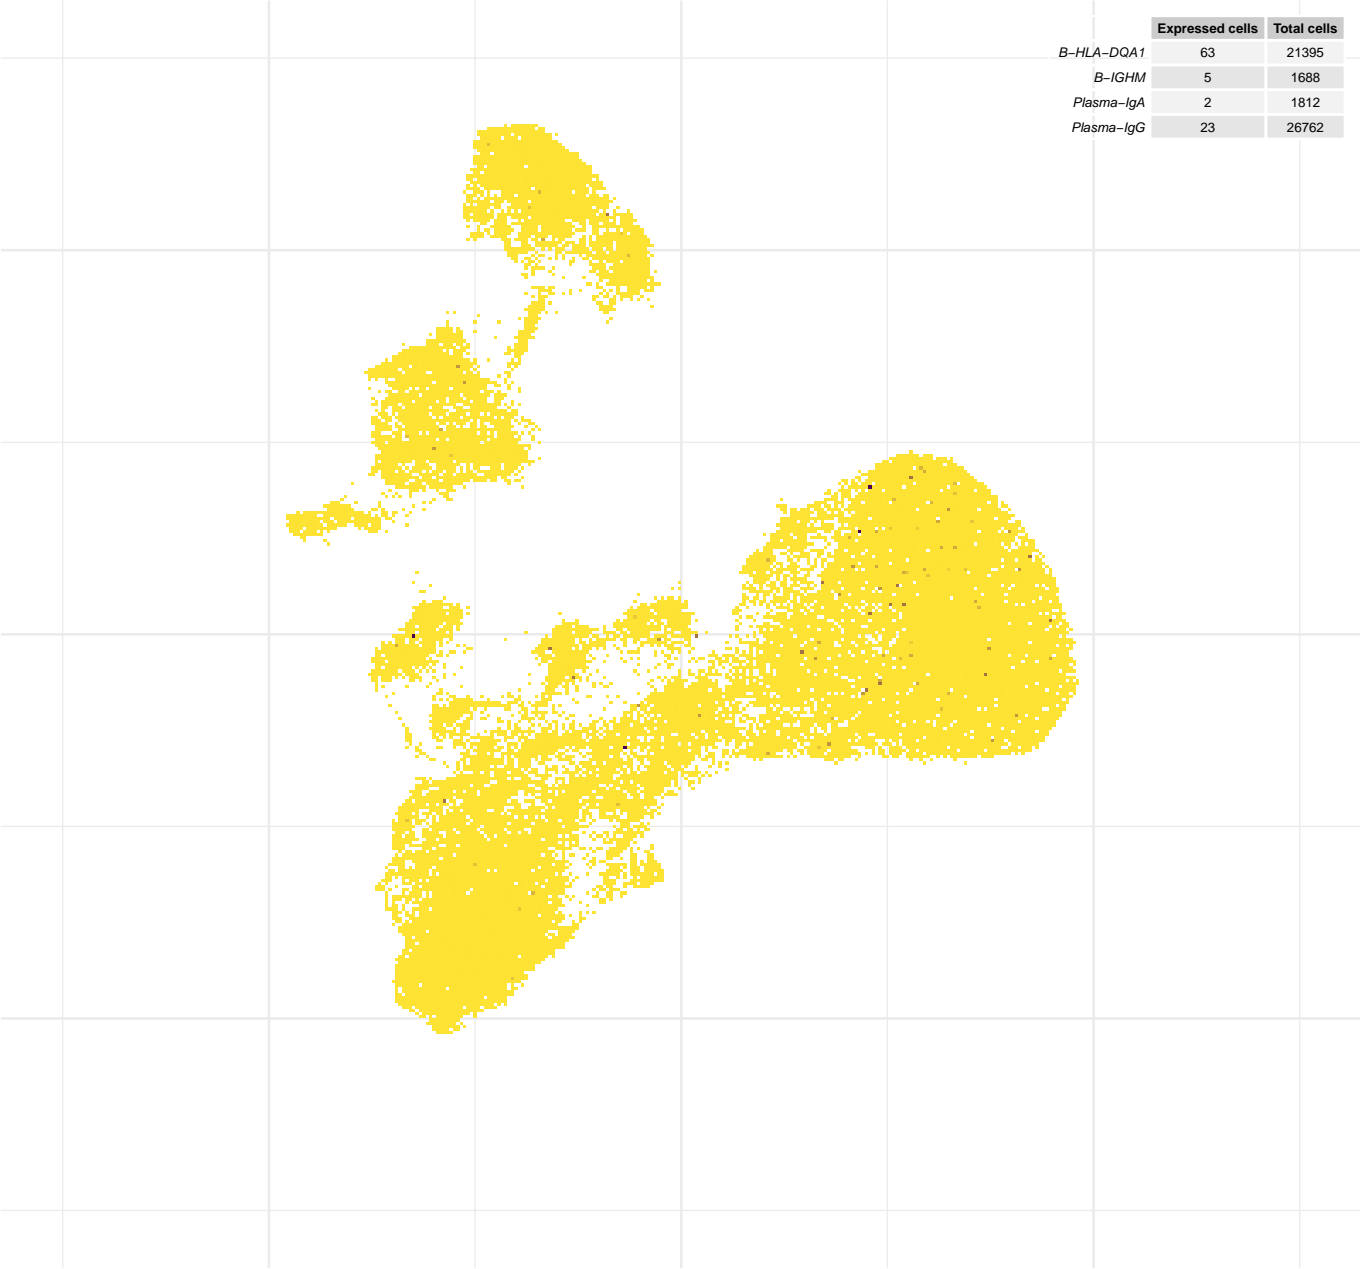 Expressed cells Total cells
B−HLA−DQA1 63 21395
B−IGHM 5 1688
Plasma−IgA 2 1812
Plasma−IgG 23 26762